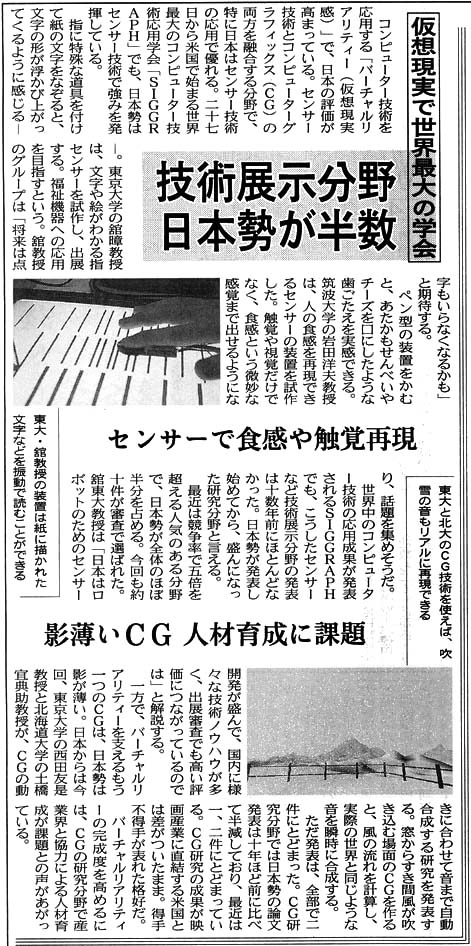 仮想現実で世界最大の学会
技術展示分野
日本勢が半数
コンピューター技術を
応用する「バーチャルリ
アリティー(仮想現実
感)」で、日本の評価が
高まっている。センサー
技術とコンピューターグ
ラフィックス(CG)の
両方を融合する分野で、
特に日本はセンサー技術
の応用で優れる。二十七
日から米国で始まる世界
最大のコンピューター技
術応用学会「SIGGR
APH」でも、日本勢は
センサー技術で強みを発
揮している。
指に特殊な道具を付け
て紙の文字をなぞると、
文字の形が浮かび上がっ
てくるように感じる—
—。東京大学の舘暲教授
は、文字や絵がわかる指
センサーを試作し、出展
する。福祉機器への応用
を目指すという。舘教授
のグループは「将来は点
字もいらなくなるかも」
と期待する。
ペン型の装置をかむ
と、あたかもせんべいや
チーズを口にしたような
歯ごたえを実感できる。
筑波大学の岩田洋夫教授
は、人の食感を再現でき
るセンサーの装置を試作
した。触覚や視覚だけで
なく、食感という微妙な
感覚まで出せるようにな
センサーで食感や触覚再現
東大・舘教授の装置は紙に描かれた
文字などを振動で読むことができる
り、話題を集めそうだ。
世界中のコンピュータ
ー技術の応用成果が発表
されるSIGGRAPH
でも、こうしたセンサー
など技術展示分野の発表
は十数年前にほとんどな
かった。日本勢が発表し
始めてから、盛んになっ
た研究分野と言える。
最近は競争率で五倍を
超える人気のある分野
で、日本勢が全体のほぼ
半分を占める。今回も約
十件が審査で選ばれた。
舘東大教授は「日本はロ
ボットのためのセンサー
東大と北大のCG技術を使えば、吹
雪の音もリアルに再現できる
影薄いCG 人材育成に課題
開発が盛んで、国内に様
々な技術ノウハウが多
く、出展審査でも高い評
価につながっているので
は」と解説する。
一方で、バーチャルリ
アリティーを支えるもう
一つのCGは、日本勢は
影が薄い。日本からは今
回、東京大学の西田友是
教授と北海道大学の土橋
宜典助教授が、CGの動
きに合わせて音まで自動
合成する研究を発表す
る。窓からすき間風が吹
き込む場面のCGを作る
と、風の流れを計算し、
実際の世界と同じような
音を瞬時に合成する。
ただ発表は、全部で二
件にとどまった。CG研
究分野では日本勢の論文
発表は十年ほど前に比べ
て半減しており、最近は
一、二件にとどまってい
る。CG研究の成果が映
画産業に直結する米国と
は差がついたまま。得手
不得手が表れた格好だ。
バーチャルリアリティ
ーの完成度を高めるに
は、CGの研究分野で産
業界と協力による人材育
成が課題との声があがっ
ている。